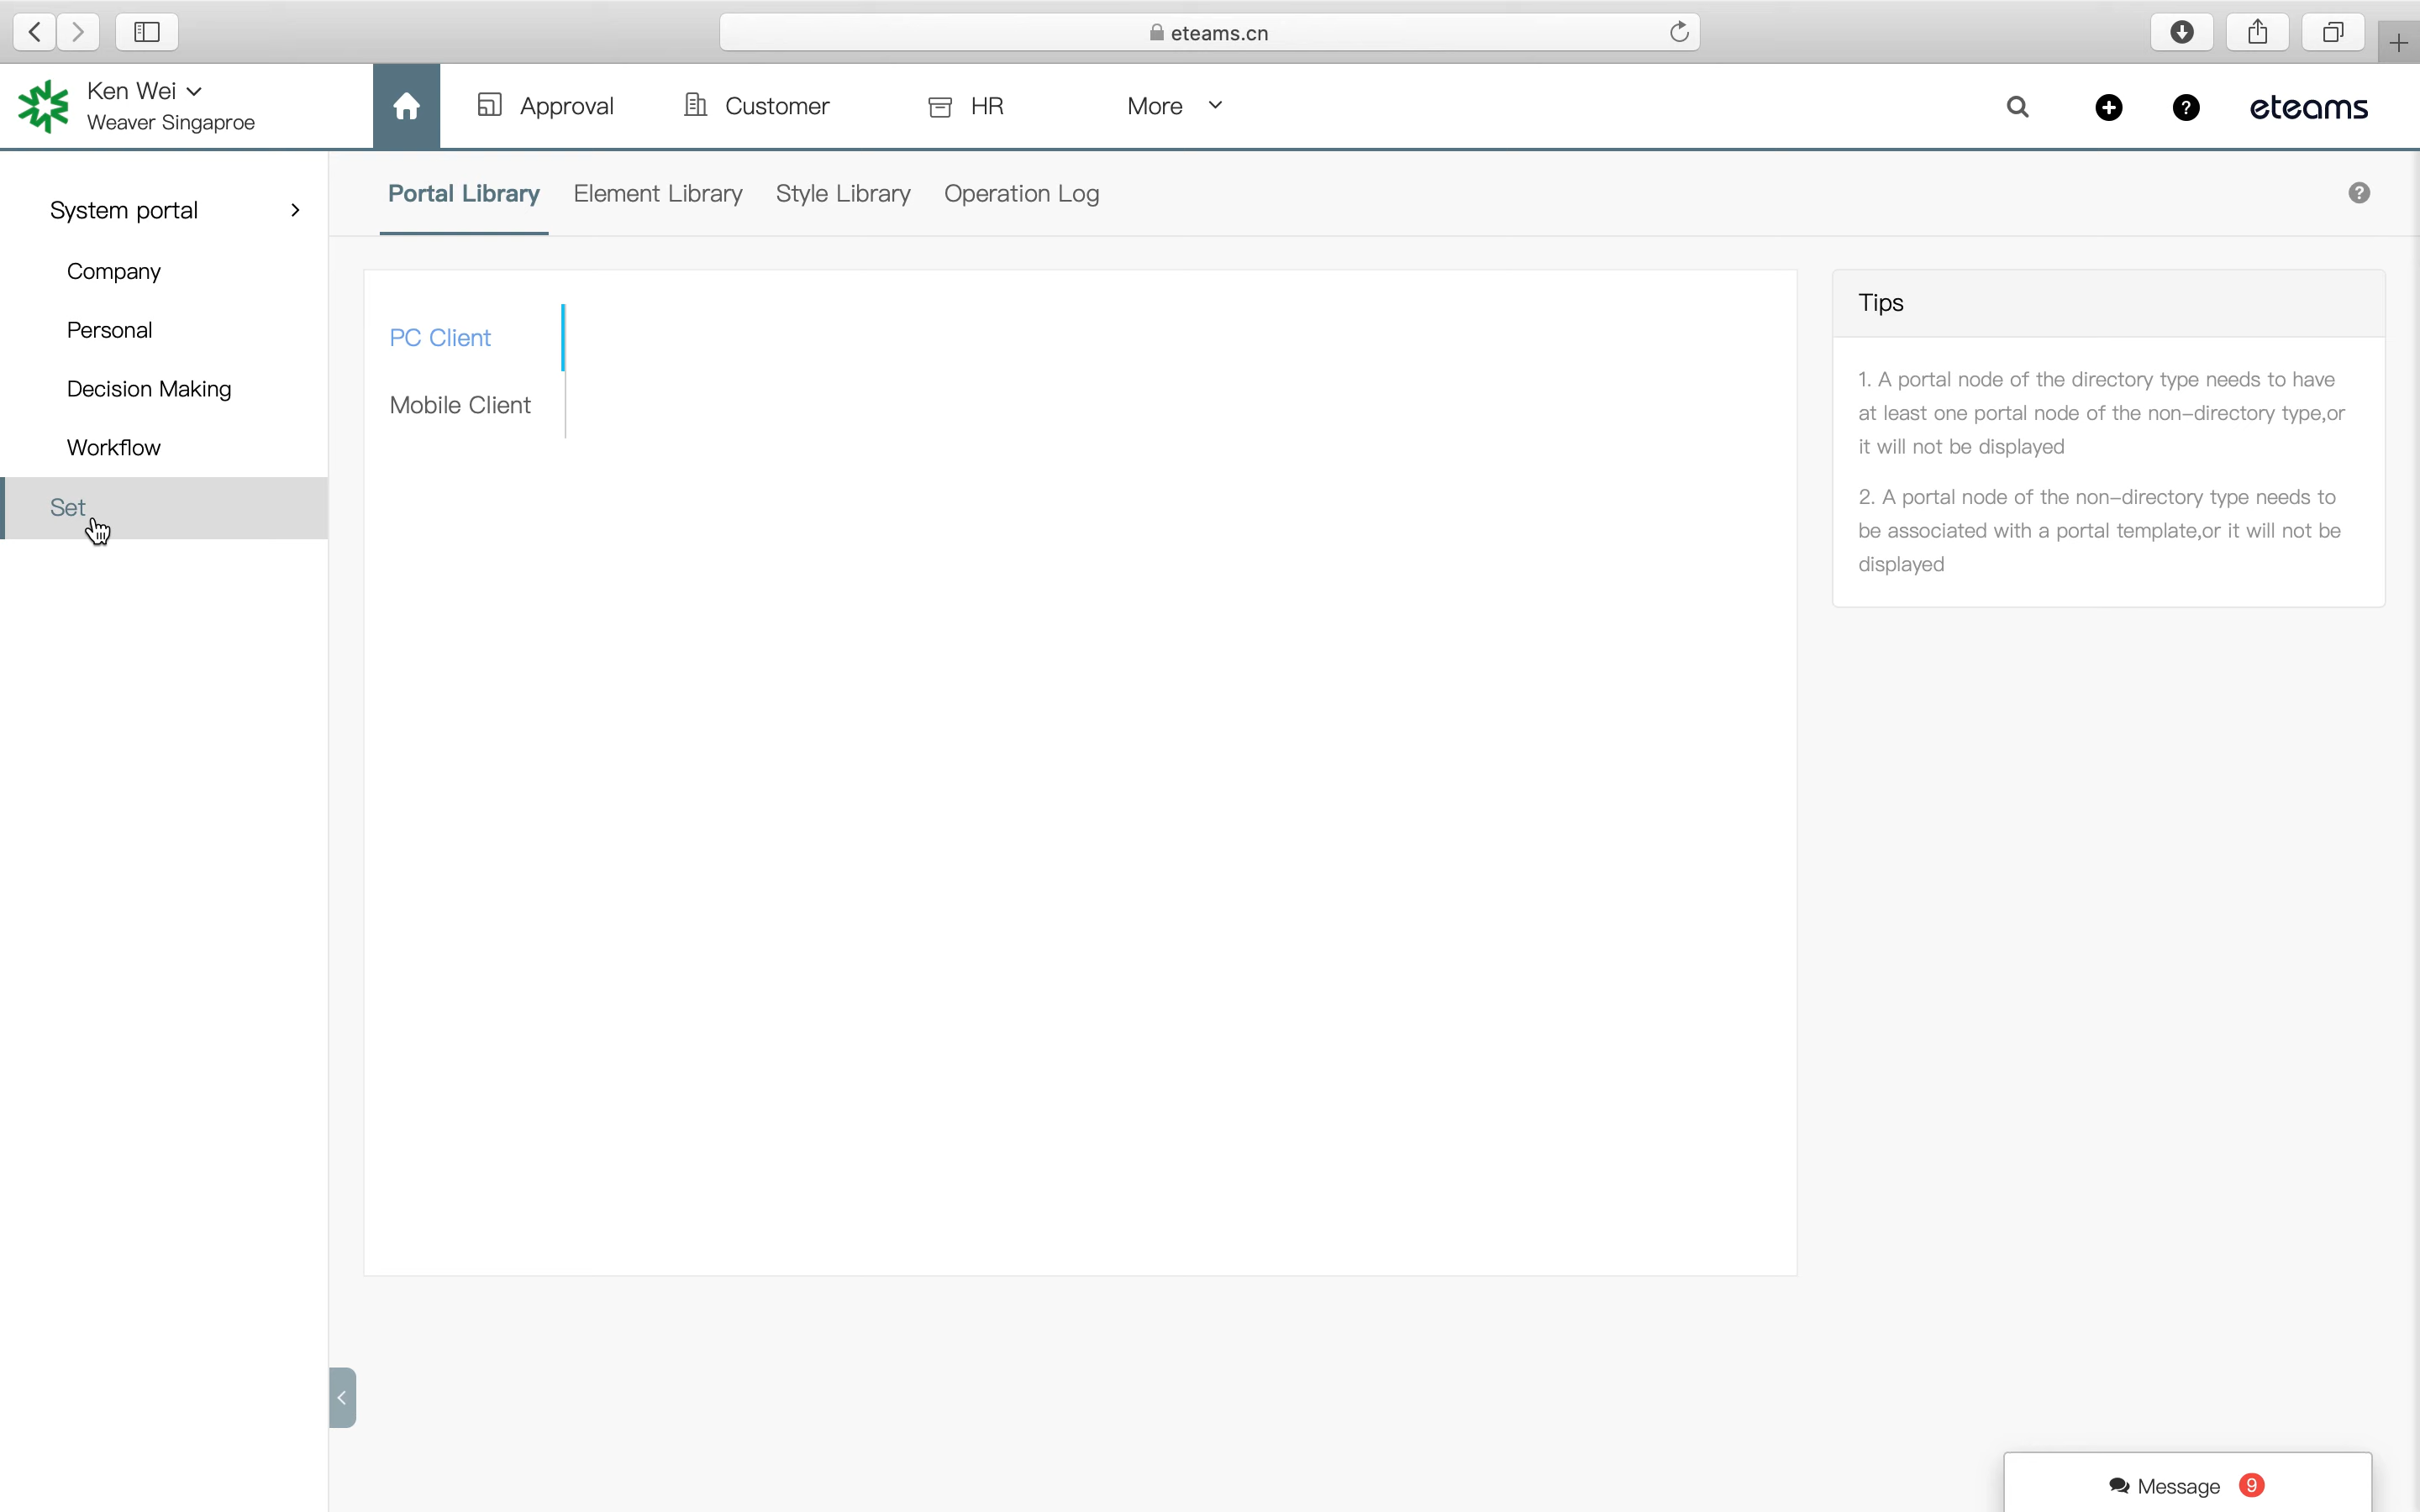 eteams.cn
Ken Wei
Weaver Singaproe
Approval
Customer
HR
More
eteams
System portal
Company
Personal
Decision Making
Workflow
Set
Portal Library
Element Library
Style Library
Operation Log
PC Client
Mobile Client
Tips
1. A portal node of the directory type needs to have
at least one portal node of the non-directory type,or
it will not be displayed
2. A portal node of the non-directory type needs to
be associated with a portal template,or it will not be
displayed
Message 9